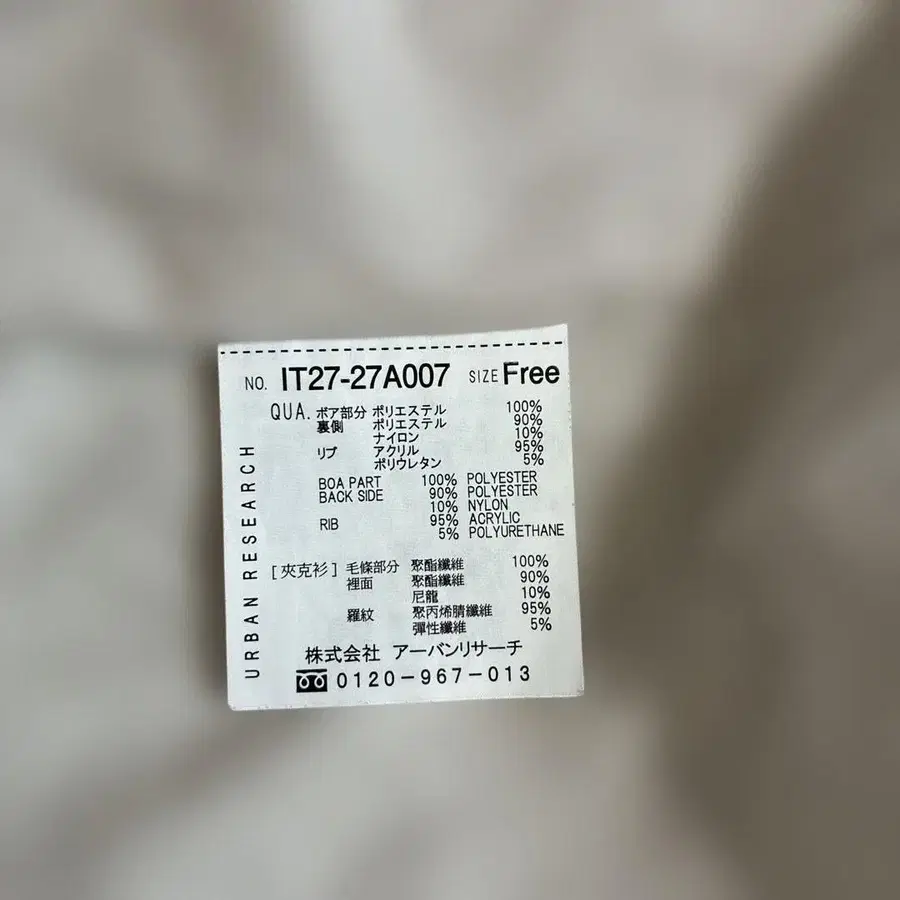 NO. IT27-27A007 SIZE Free
QUA. ボア部分 ポリエステル 100%
裏側 ポリエステル 90%
ナイロン 10%
リブ アクリル 95%
ポリウレタン 5%
BOA PART 100% POLYESTER
BACK SIDE 90% POLYESTER
10% NYLON
RIB 95% ACRYLIC
5% POLYURETHANE
[夾克衫] 毛條部分 聚酯纖維 100%
裡面 聚酯纖維 90%
尼龍 10%
羅紋 聚丙烯腈纖維 95%
彈性纖維 5%
株式会社 アーバンリサーチ
0120-967-013
URBAN RESEARCH